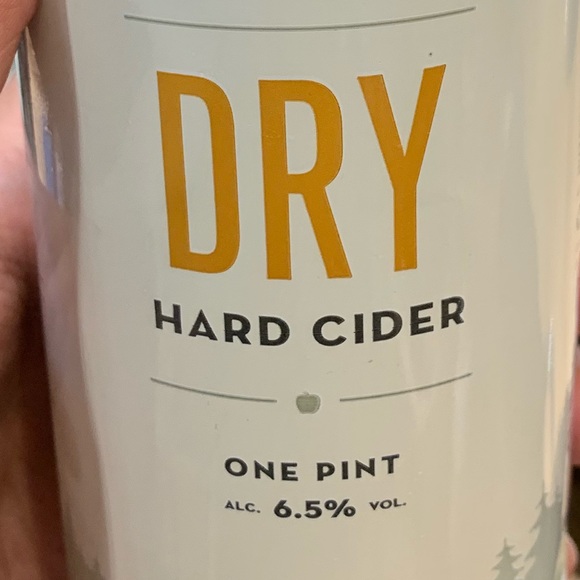 DRY
HARD CIDER
ONE PINT
ALC. 6.5% VOL.